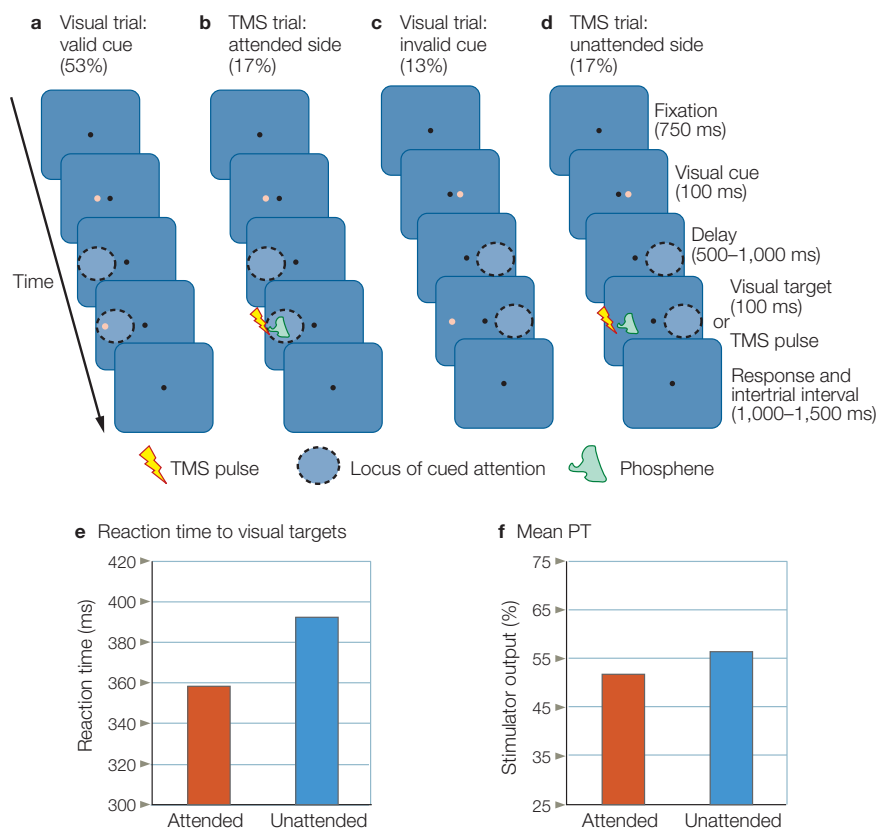 a Visual trial:
valid cue
(53%)
b TMS trial:
attended side
(17%)
c Visual trial:
invalid cue
(13%)
d TMS trial:
unattended side
(17%)
Time
Fixation
(750 ms)
Visual cue
(100 ms)
Delay
(500–1,000 ms)
Visual target
(100 ms)
or
TMS pulse
Response and
intertrial interval
(1,000–1,500 ms)
TMS pulse
Locus of cued attention
Phosphene
e Reaction time to visual targets
Reaction time (ms)
420
400
380
360
340
320
300
Attended
Unattended
f Mean PT
Stimulator output (%)
75
65
55
45
35
25
Attended
Unattended